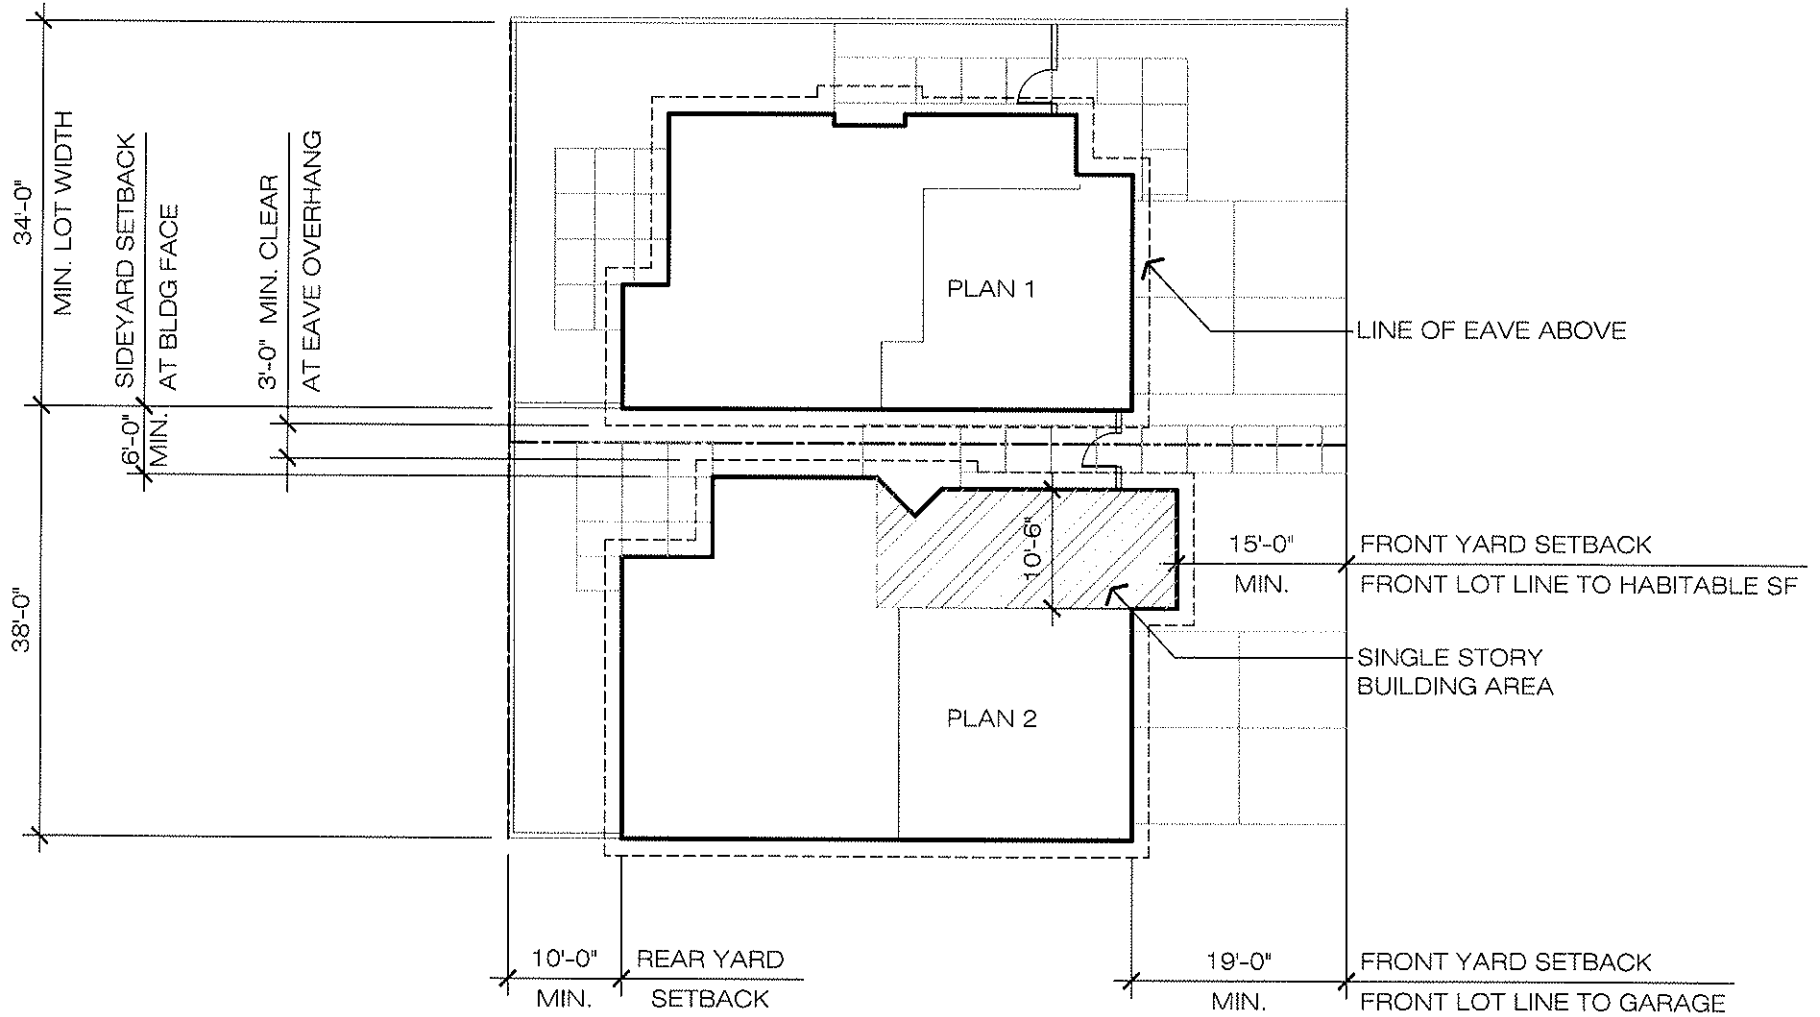 34'-0"
MIN. LOT WIDTH
SIDEYARD SETBACK
AT BLDG FACE
3'-0" MIN. CLEAR
AT EAVE OVERHANG
6'-0"
MIN.
38'-0"
PLAN 1
LINE OF EAVE ABOVE
10'-6"
15'-0"
MIN.
FRONT YARD SETBACK
FRONT LOT LINE TO HABITABLE SF
SINGLE STORY
BUILDING AREA
PLAN 2
10'-0"
MIN.
REAR YARD
SETBACK
19'-0"
MIN.
FRONT YARD SETBACK
FRONT LOT LINE TO GARAGE